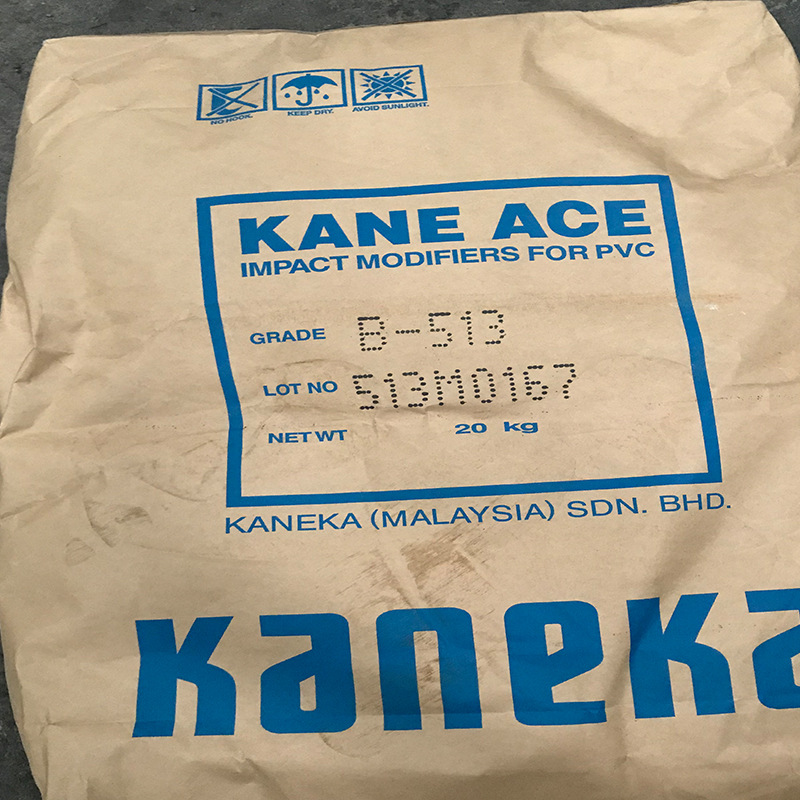 NO HOOK. KEEP DRY. AVOID SUNLIGHT.
KANE ACE
IMPACT MODIFIERS FOR PVC
GRADE B-513
LOT NO 513M0167
NET WT 20 kg
KANEKA (MALAYSIA) SDN. BHD.
kaneka